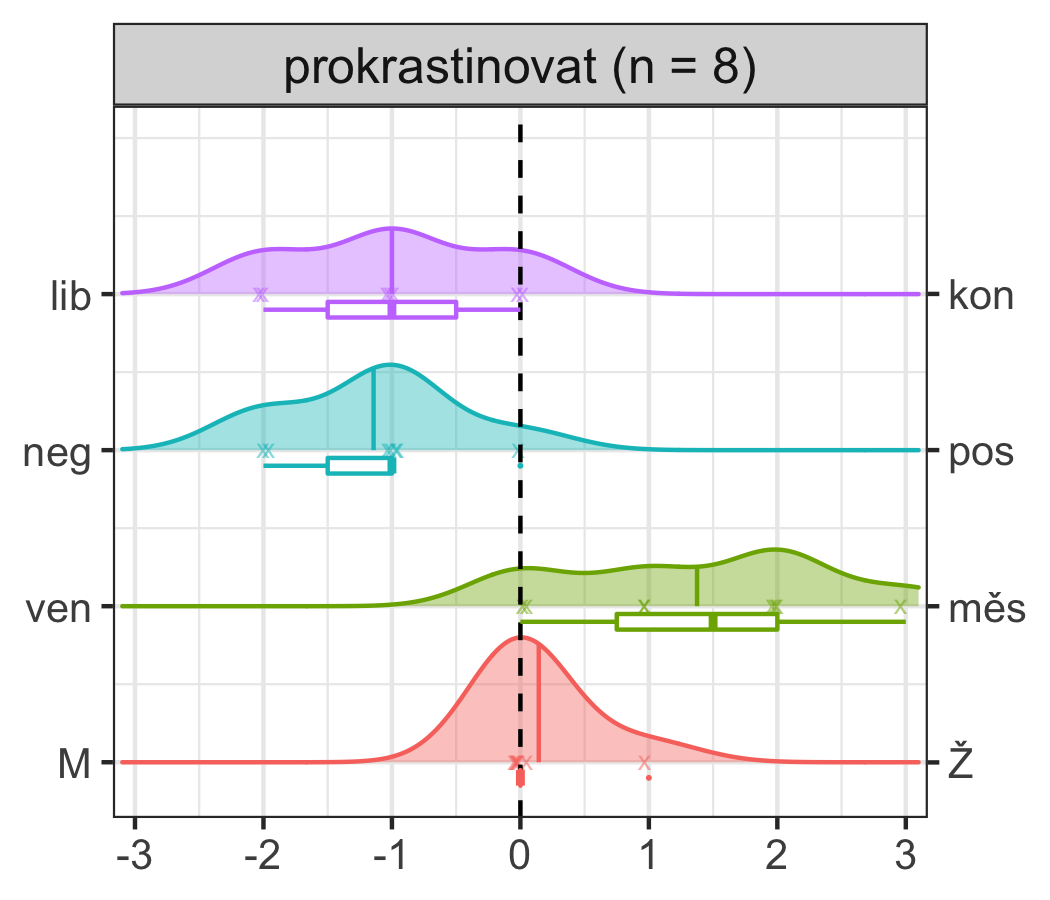 prokrastinovat (n = 8)
lib kon
neg pos
ven měs
M Ž
-3 -2 -1 0 1 2 3